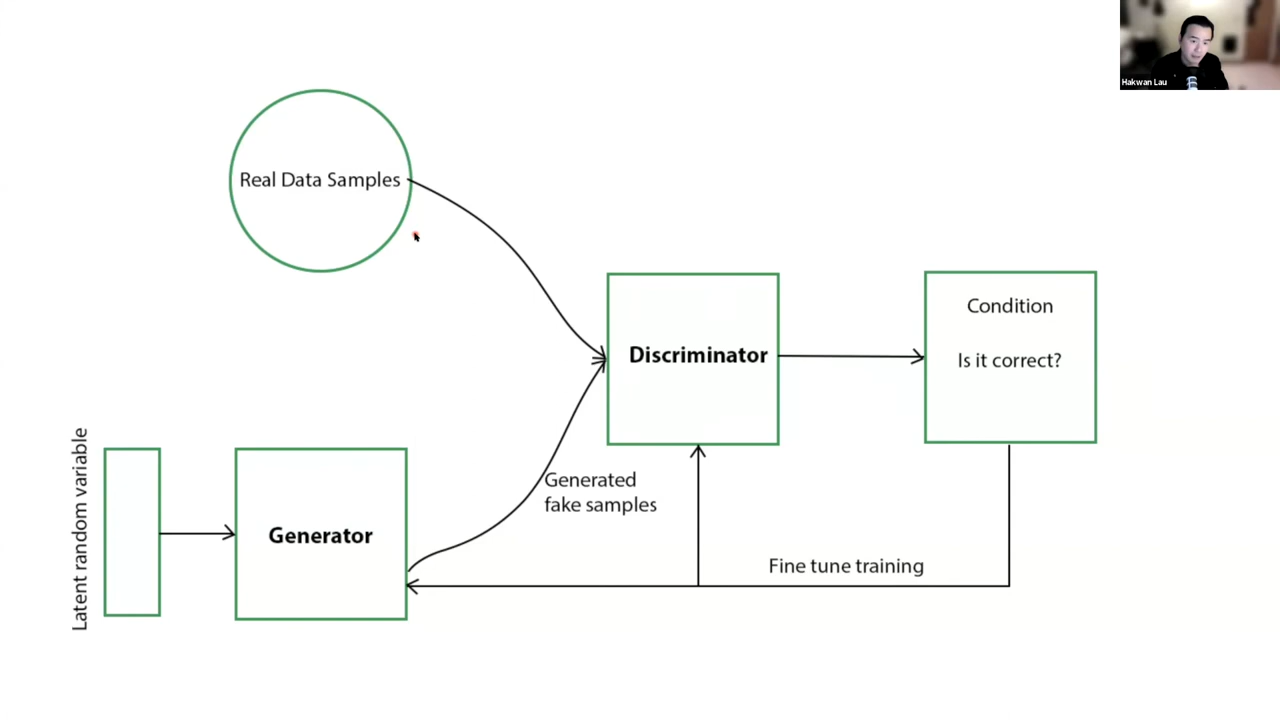 Hakwan Lau
Real Data Samples
Discriminator
Condition
Is it correct?
Latent random variable
Generator
Generated
fake samples
Fine tune training